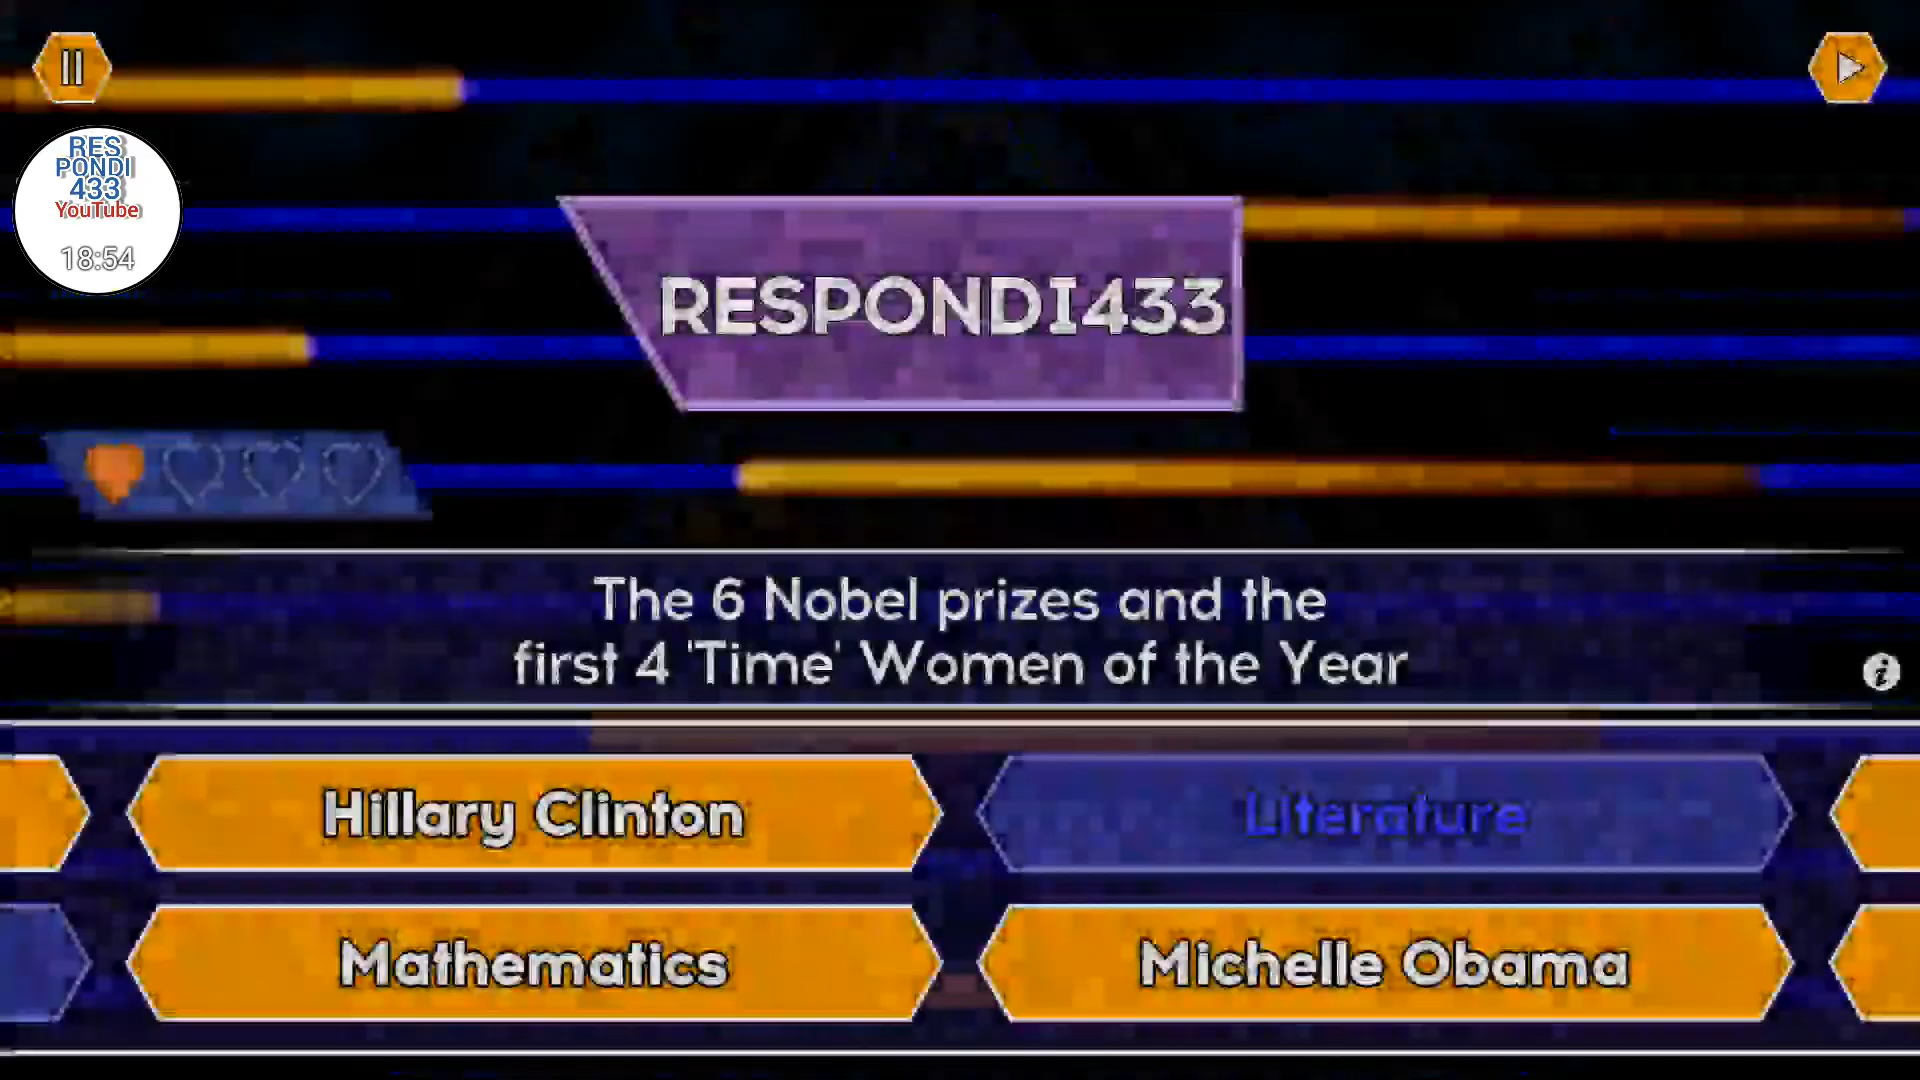 RES
PONDI
433
YouTube
18:54
RESPONDI433
The 6 Nobel prizes and the
first 4 'Time' Women of the Year
Hillary Clinton
Literature
Mathematics
Michelle Obama